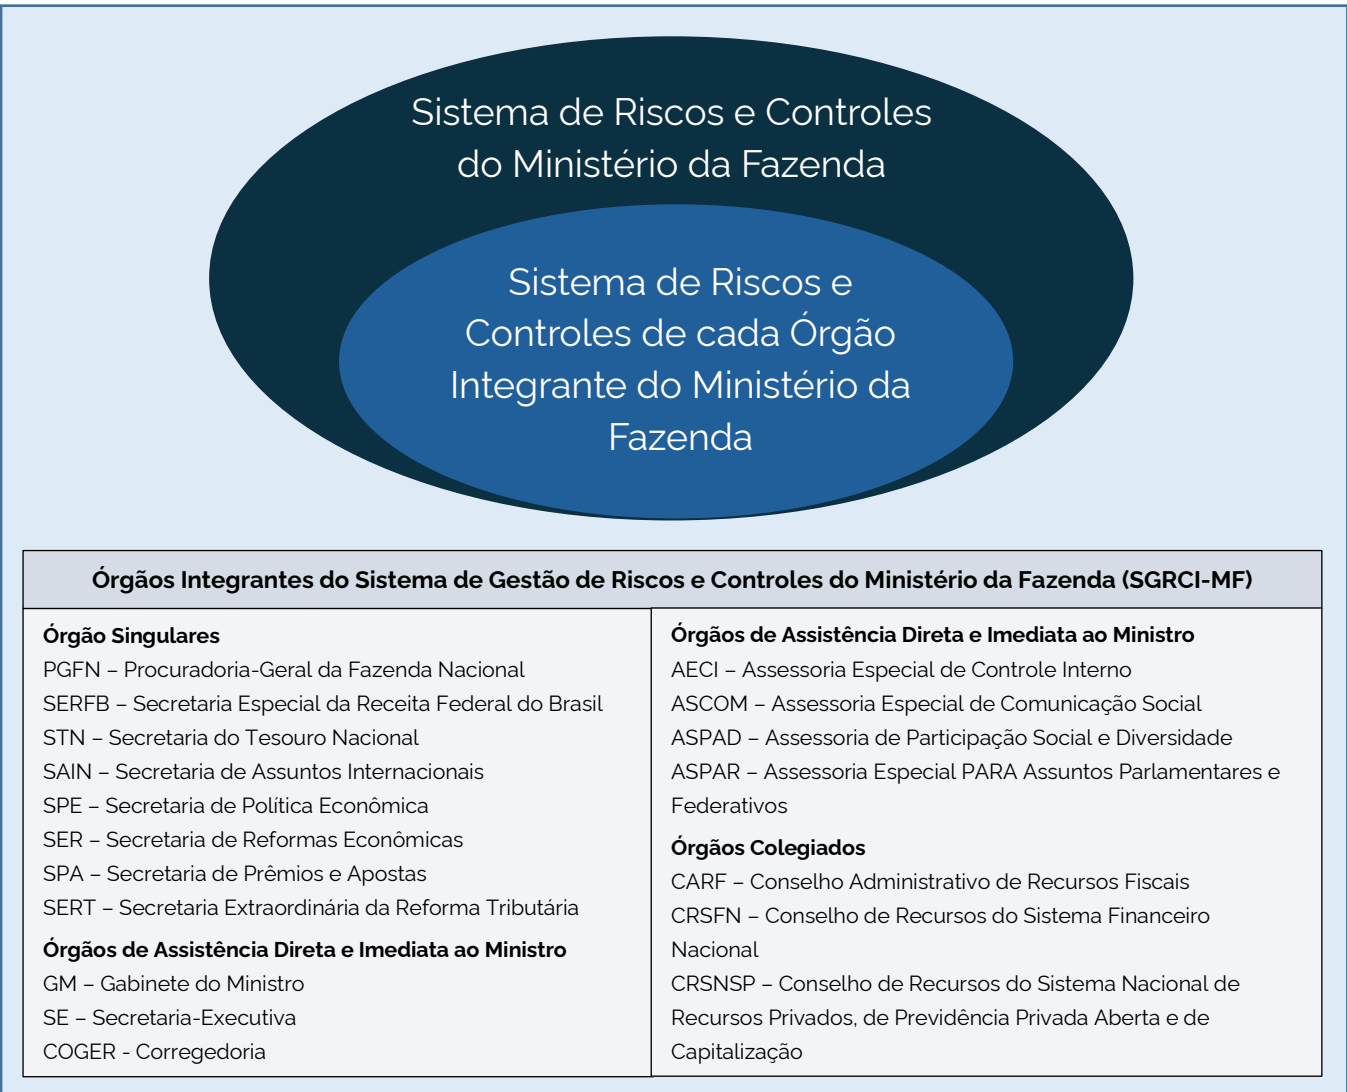 Sistema de Riscos e Controles
do Ministério da Fazenda
Sistema de Riscos e
Controles de cada Órgão
Integrante do Ministério da
Fazenda
Órgãos Integrantes do Sistema de Gestão de Riscos e Controles do Ministério da Fazenda (SGRCI-MF)
Órgão Singulares
PGFN – Procuradoria-Geral da Fazenda Nacional
SERFB – Secretaria Especial da Receita Federal do Brasil
STN – Secretaria do Tesouro Nacional
SAIN – Secretaria de Assuntos Internacionais
SPE – Secretaria de Política Econômica
SER – Secretaria de Reformas Econômicas
SPA – Secretaria de Prêmios e Apostas
SERT – Secretaria Extraordinária da Reforma Tributária
Órgãos de Assistência Direta e Imediata ao Ministro
GM – Gabinete do Ministro
SE – Secretaria-Executiva
COGER - Corregedoria
Órgãos de Assistência Direta e Imediata ao Ministro
AECI – Assessoria Especial de Controle Interno
ASCOM – Assessoria Especial de Comunicação Social
ASPAD – Assessoria de Participação Social e Diversidade
ASPAR – Assessoria Especial PARA Assuntos Parlamentares e
Federativos
Órgãos Colegiados
CARF – Conselho Administrativo de Recursos Fiscais
CRSFN – Conselho de Recursos do Sistema Financeiro
Nacional
CRSNSP – Conselho de Recursos do Sistema Nacional de
Recursos Privados, de Previdência Privada Aberta e de
Capitalização